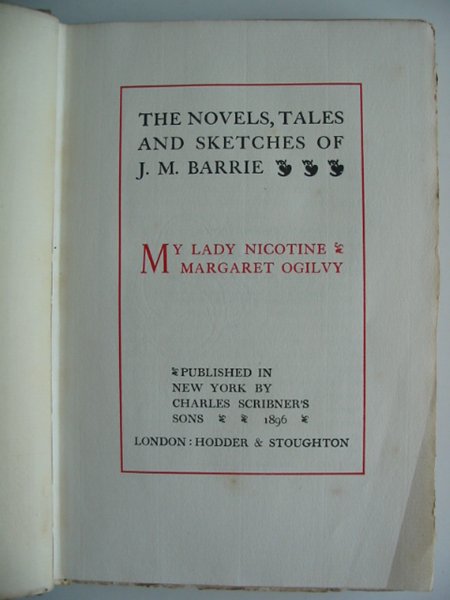 THE NOVELS, TALES
AND SKETCHES OF
J. M. BARRIE
MY LADY NICOTINE
MARGARET OGILVY
PUBLISHED IN
NEW YORK BY
CHARLES SCRIBNER'S
SONS 1896
LONDON: HODDER & STOUGHTON